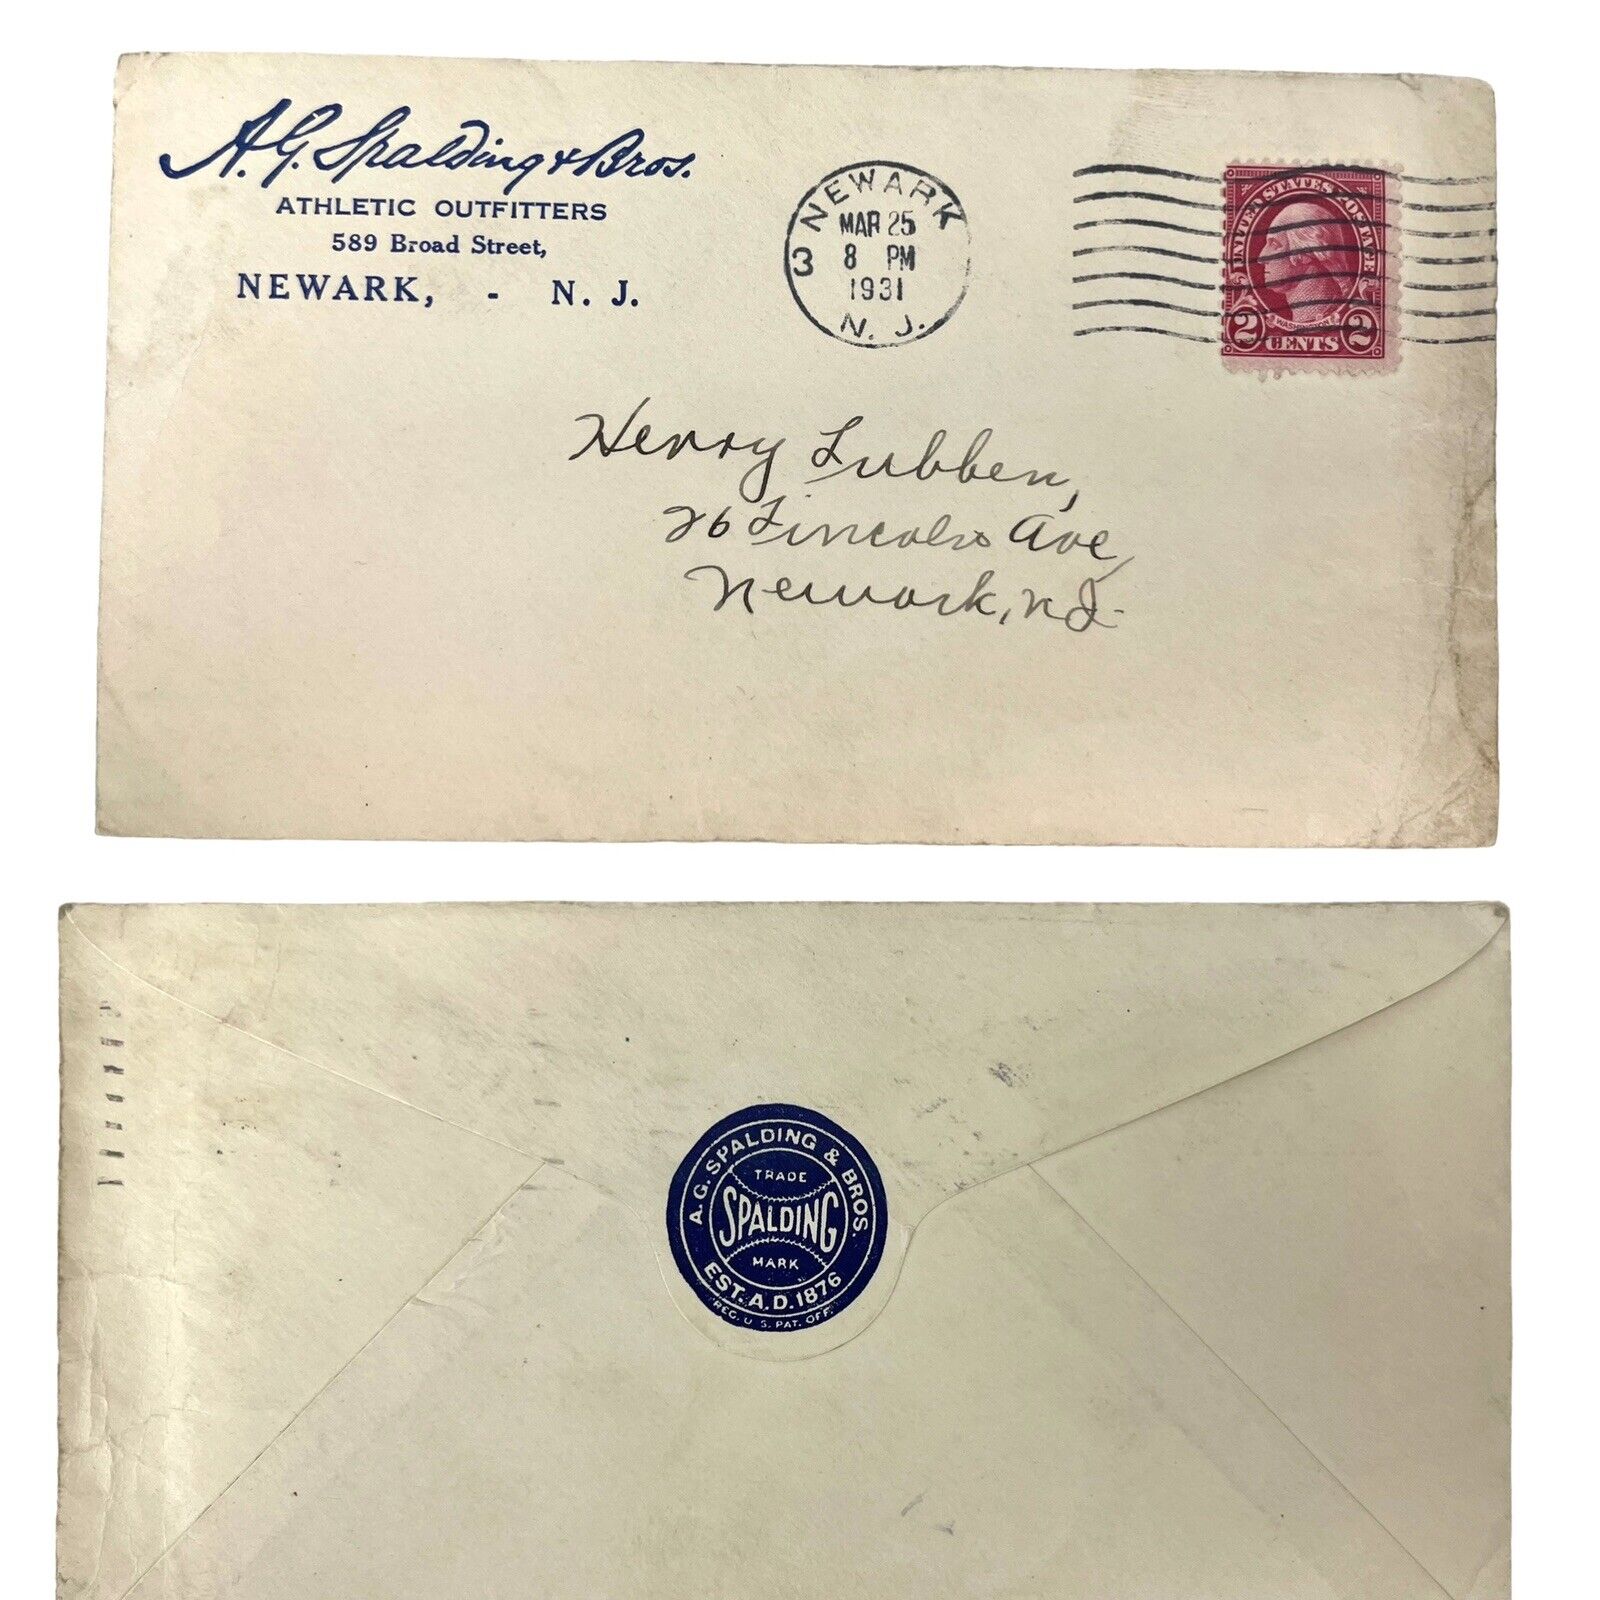 A.G. Spalding & Bros.
ATHLETIC OUTFITTERS
589 Broad Street,
NEWARK, - N. J.
NEWARK
MAR 25
3 8 PM
1931
N. J.
UNITED STATES POSTAGE
WASHINGTON
2 CENTS 2
Henry Lubben,
26 Lincoln Ave,
Newark, N.J.
A. G. SPALDING & BROS.
TRADE
SPALDING
MARK
EST. A.D. 1876
REG. U. S. PAT. OFF.